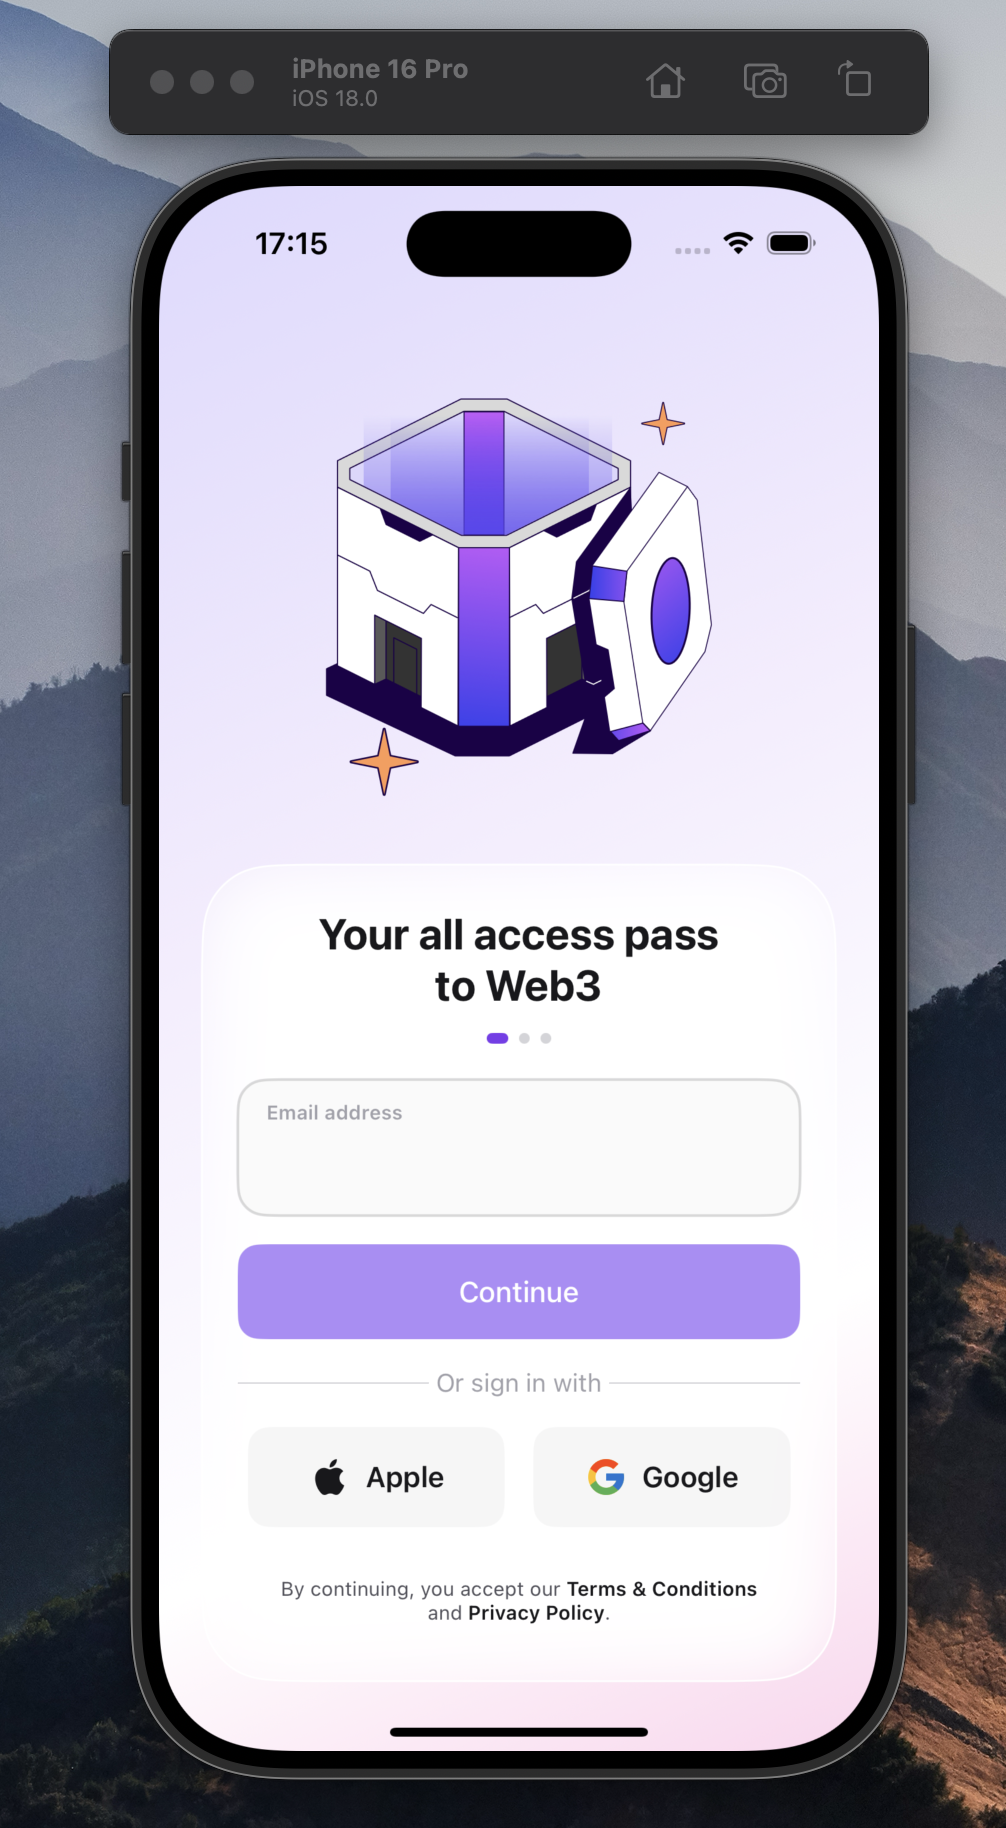 iPhone 16 Pro
iOS 18.0
17:15
Your all access pass
to Web3
Email address
Continue
Or sign in with
Apple
Google
By continuing, you accept our Terms & Conditions
and Privacy Policy.